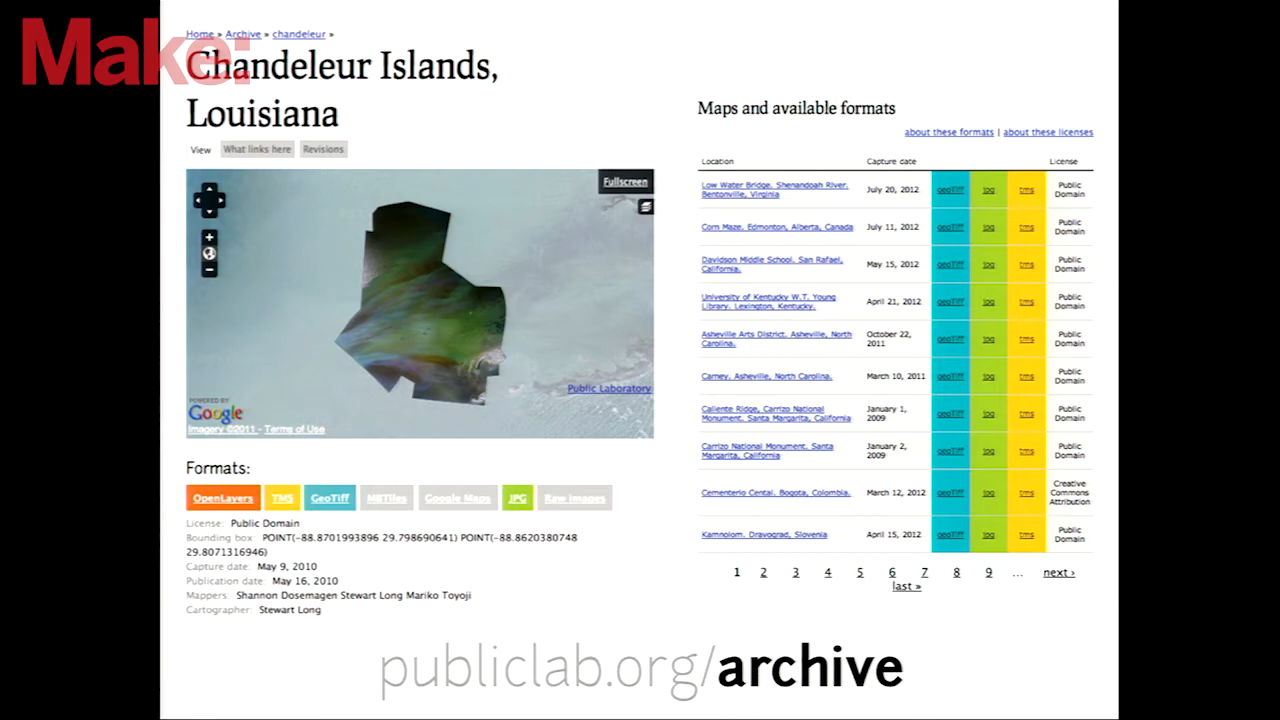 Make:
Home » Archive » chandeleur »
Chandeleur Islands,
Louisiana
View What links here Revisions
Fullscreen
Public Laboratory
POWERED BY
Google
Imagery ©2011 - Terms of Use
Formats:
OpenLayers TMS GeoTiff MBTiles Google Maps JPG Raw Images
License: Public Domain
Bounding box: POINT(-88.8701993896 29.798690641) POINT(-88.8620380748
29.8071316946)
Capture date: May 9, 2010
Publication date: May 16, 2010
Mappers: Shannon Dosemagen Stewart Long Mariko Toyoji
Cartographer: Stewart Long
Maps and available formats
about these formats | about these licenses
Location Capture date License
Low Water Bridge, Shenandoah River,
Bentonville, Virginia
July 20, 2012 geoTiff jpg tms Public
Domain
Corn Maze, Edmonton, Alberta, Canada July 11, 2012 geoTiff jpg tms Public
Domain
Davidson Middle School, San Rafael,
California.
May 15, 2012 geoTiff jpg tms Public
Domain
University of Kentucky W.T. Young
Library, Lexington, Kentucky.
April 21, 2012 geoTiff jpg tms Public
Domain
Asheville Arts District, Asheville, North
Carolina.
October 22,
2011
geoTiff jpg tms Public
Domain
Carney, Asheville, North Carolina. March 10, 2011 geoTiff jpg tms Public
Domain
Caliente Ridge, Carrizo National
Monument, Santa Margarita, California
January 1,
2009
geoTiff jpg tms Public
Domain
Carrizo National Monument, Santa
Margarita, California
January 2,
2009
geoTiff jpg tms Public
Domain
Cementerio Cental, Bogota, Colombia. March 12, 2012 geoTiff jpg tms Creative
Commons
Attribution
Kamnolom, Dravograd, Slovenia April 15, 2012 geoTiff jpg tms Public
Domain
1 2 3 4 5 6 7 8 9 … next ›
last »
publiclab.org/archive